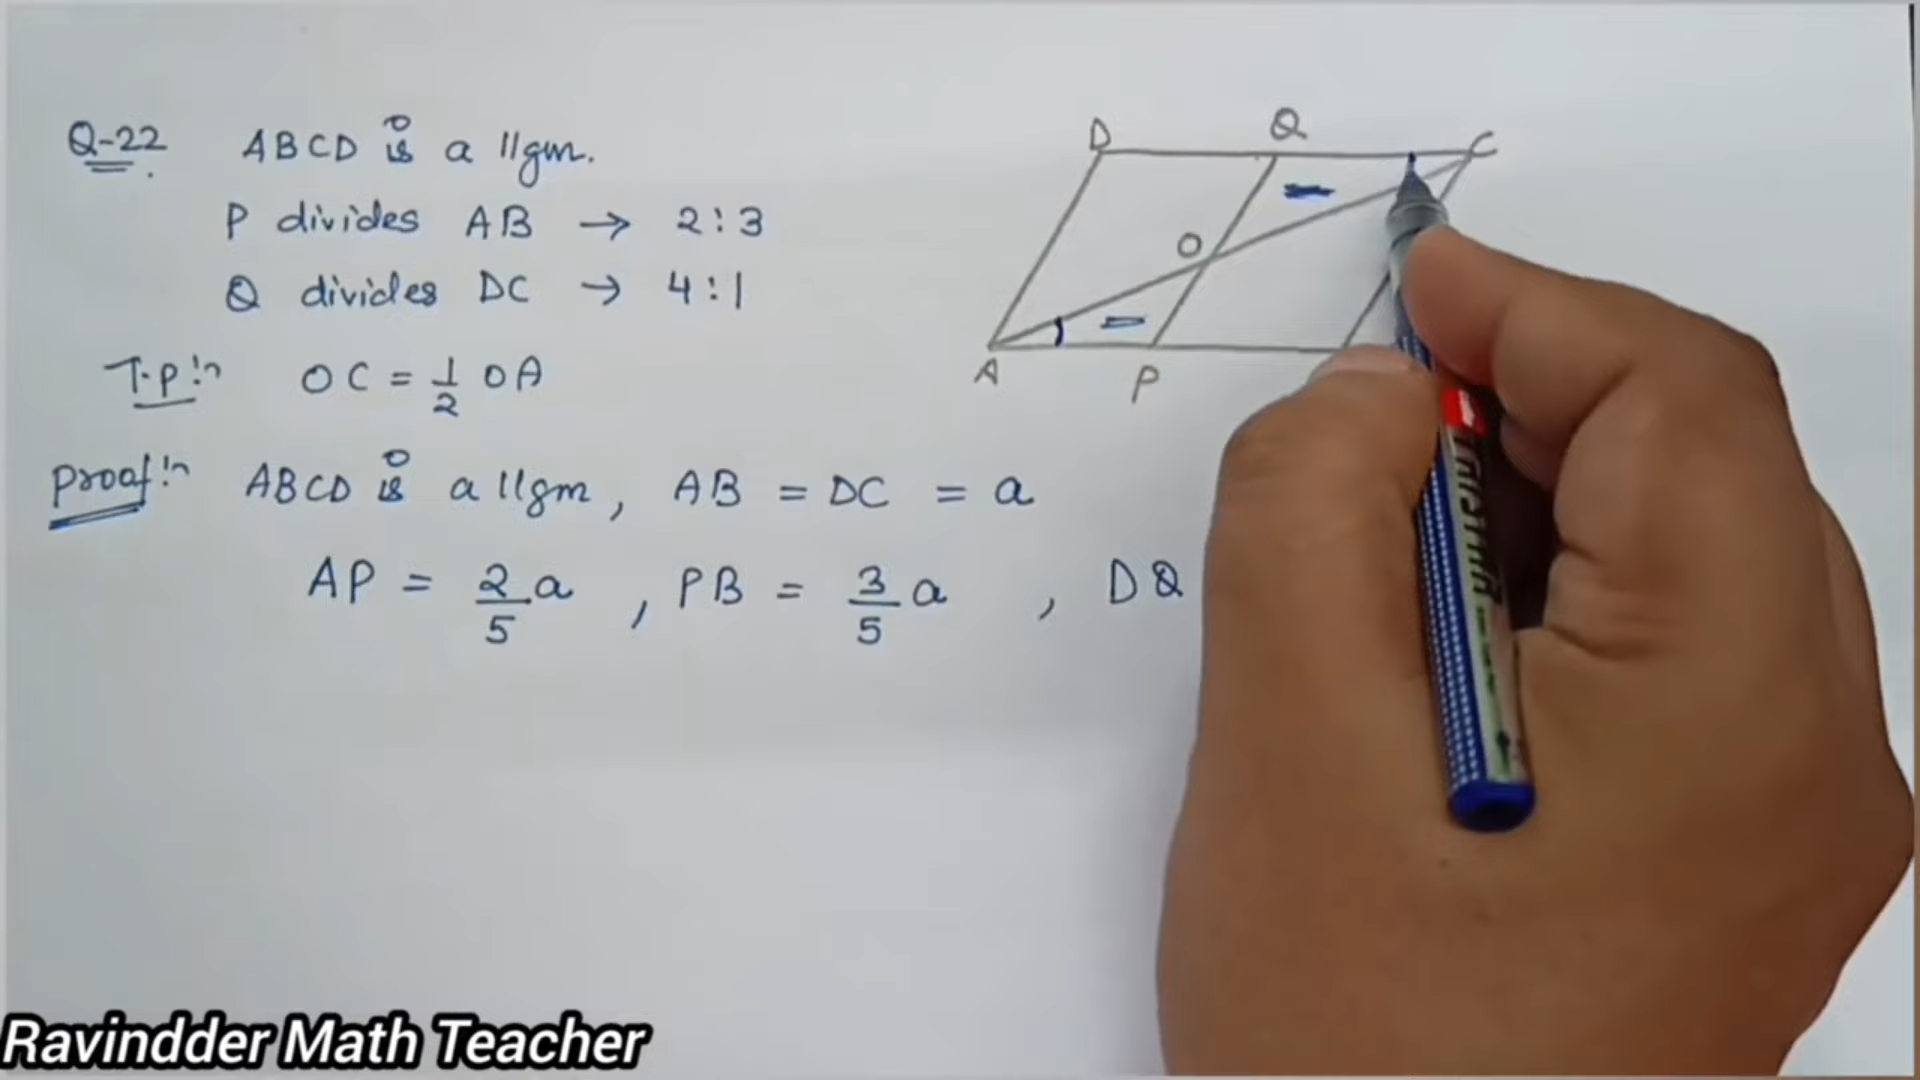 Q-22. ABCD is a llgm.
P divides AB → 2:3
Q divides DC → 4:1
T.P:- OC = 1/2 OA
Proof:- ABCD is a llgm, AB = DC = a
AP = 2/5 a, PB = 3/5 a, DQ
D Q C
O
A P
Ravindder Math Teacher